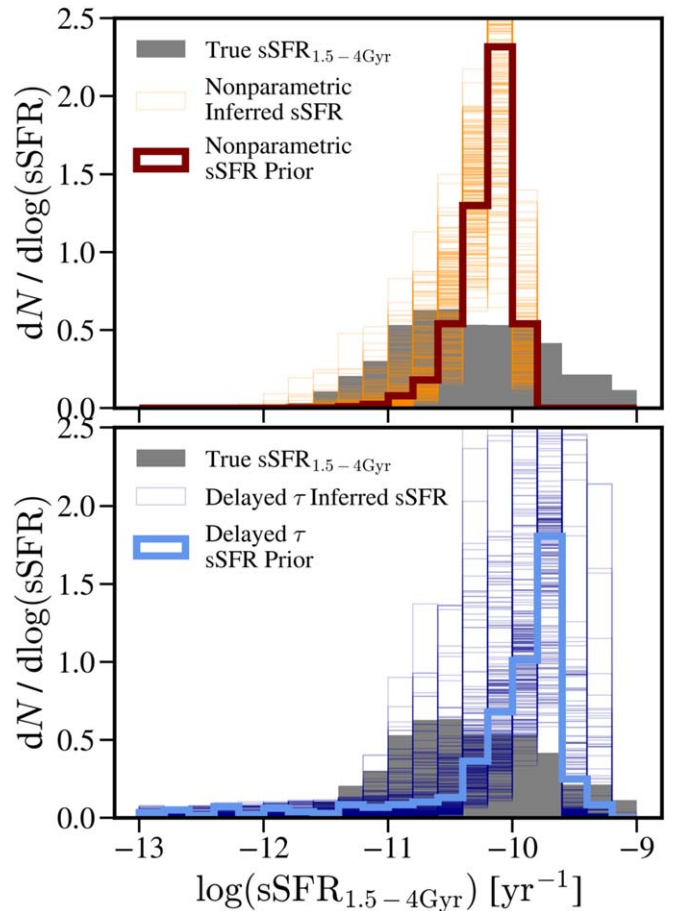 2.5
2.0
1.5
1.0
0.5
0.0
dN / dlog(sSFR)
True sSFR₁.₅₋₄Gyr
Nonparametric
Inferred sSFR
Nonparametric
sSFR Prior
2.5
2.0
1.5
1.0
0.5
0.0
dN / dlog(sSFR)
True sSFR₁.₅₋₄Gyr
Delayed τ Inferred sSFR
Delayed τ
sSFR Prior
−13 −12 −11 −10 −9
log(sSFR₁.₅₋₄Gyr) [yr⁻¹]